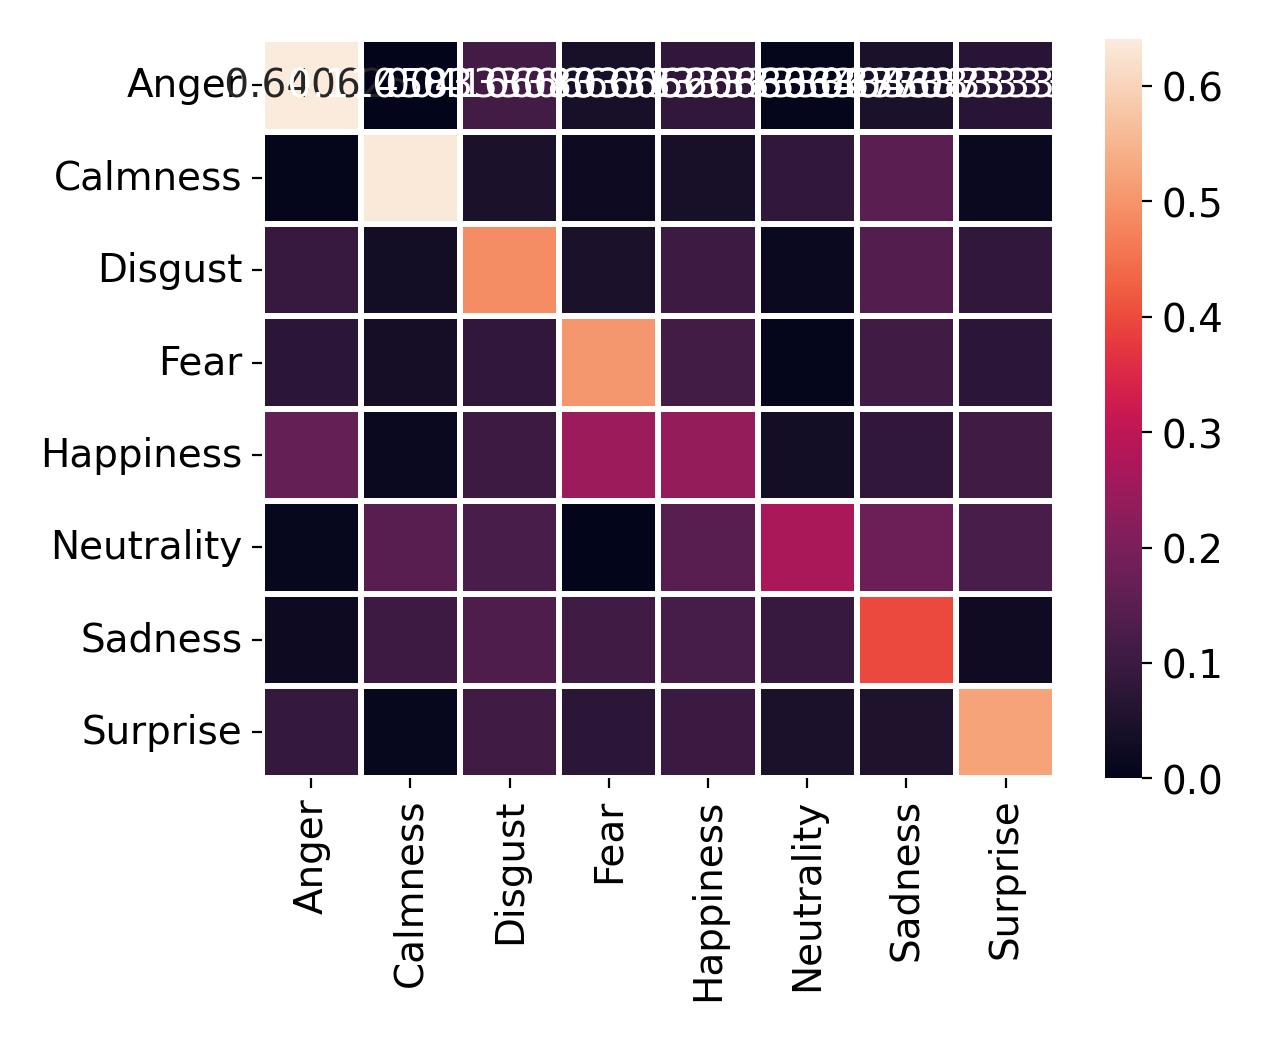 Anger
Calmness
Disgust
Fear
Happiness
Neutrality
Sadness
Surprise
Anger
Calmness
Disgust
Fear
Happiness
Neutrality
Sadness
Surprise
0.6
0.5
0.4
0.3
0.2
0.1
0.0